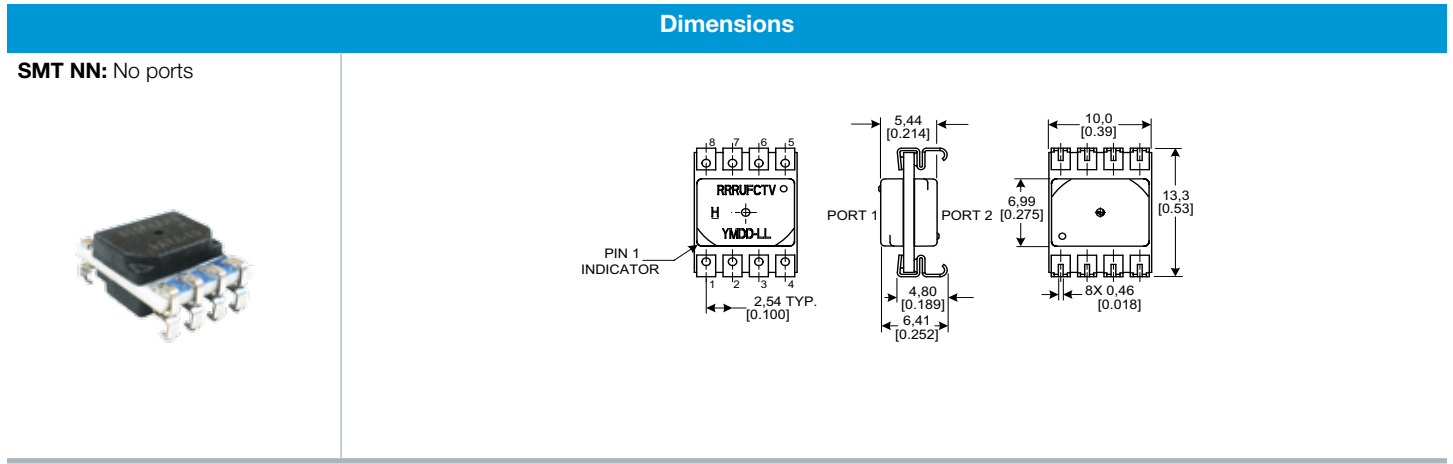 Dimensions
SMT NN: No ports
8 7 6 5
RRRUFCTV
H
YMDD-LL
PIN 1
INDICATOR
1 2 3 4
2,54 TYP.
[0.100]
5,44
[0.214]
PORT 1
PORT 2
4,80
[0.189]
6,41
[0.252]
10,0
[0.39]
6,99
[0.275]
13,3
[0.53]
8X 0,46
[0.018]